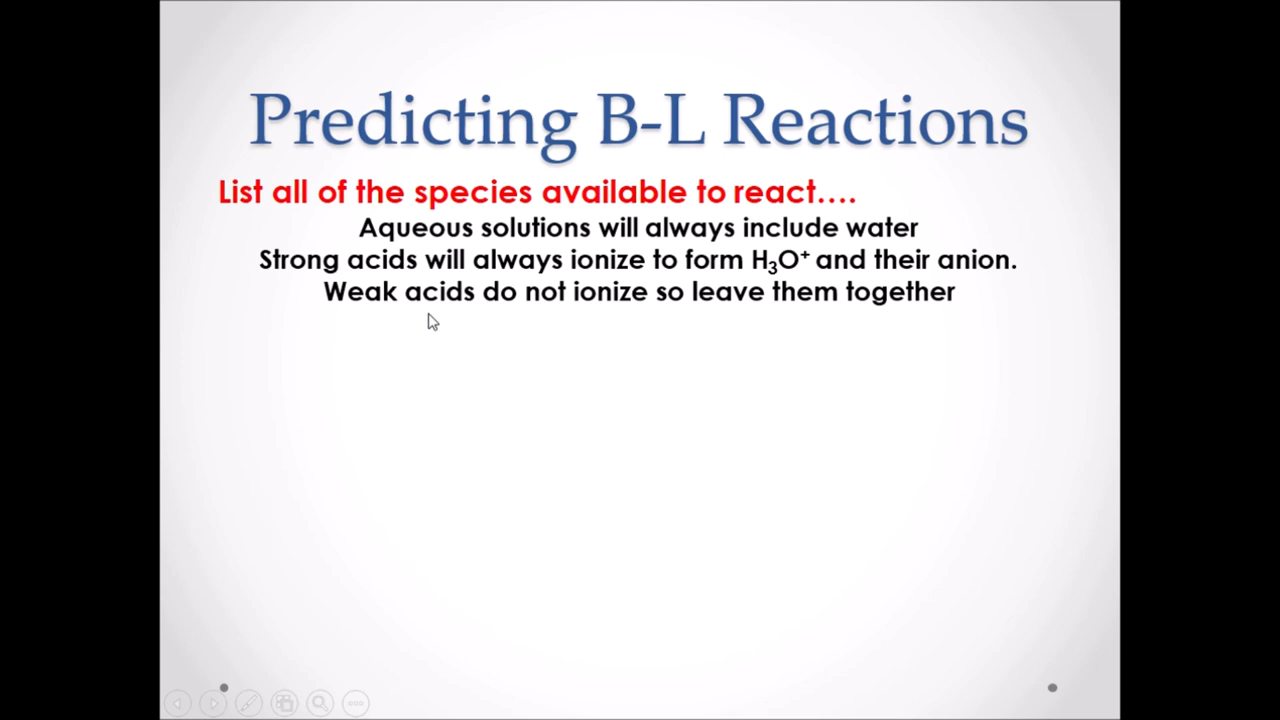 Predicting B-L Reactions
List all of the species available to react....
Aqueous solutions will always include water
Strong acids will always ionize to form H₃O⁺ and their anion.
Weak acids do not ionize so leave them together